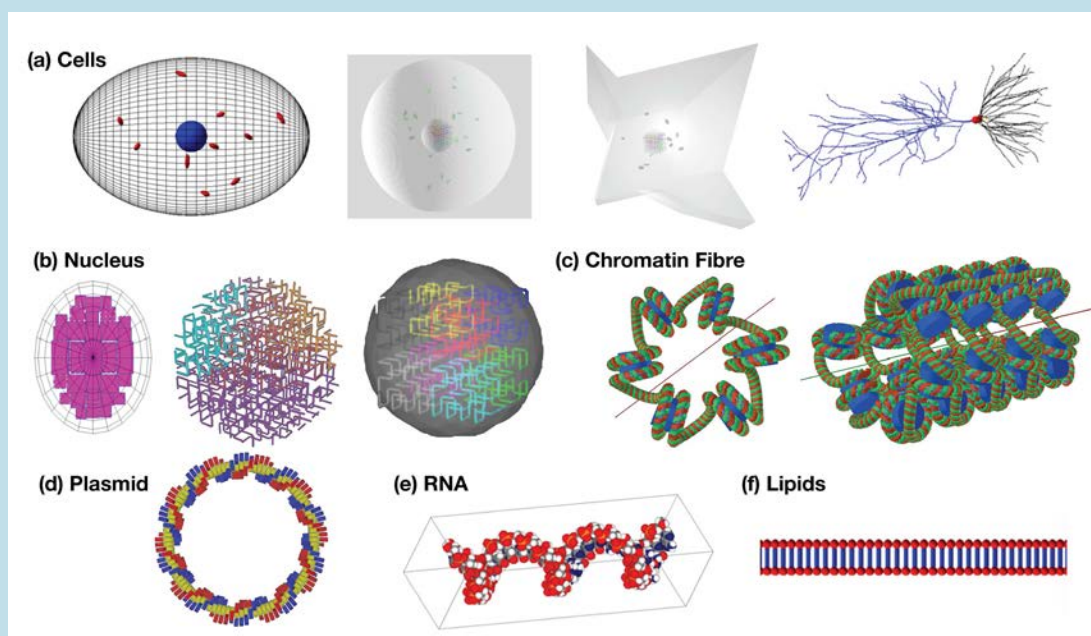 (a) Cells
(b) Nucleus
(c) Chromatin Fibre
(d) Plasmid
(e) RNA
(f) Lipids